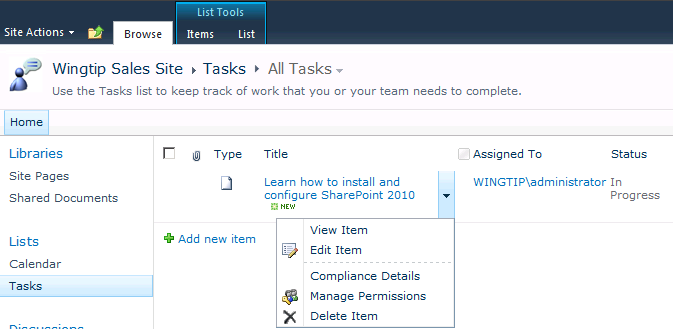 List Tools
Site Actions Browse Items List
Wingtip Sales Site Tasks All Tasks
Use the Tasks list to keep track of work that you or your team needs to complete.
Home
Libraries
Site Pages
Shared Documents
Lists
Calendar
Tasks
Discussions
Type Title Assigned To Status
Learn how to install and
configure SharePoint 2010
NEW
WINGTIP\administrator
In
Progress
Add new item
View Item
Edit Item
Compliance Details
Manage Permissions
Delete Item